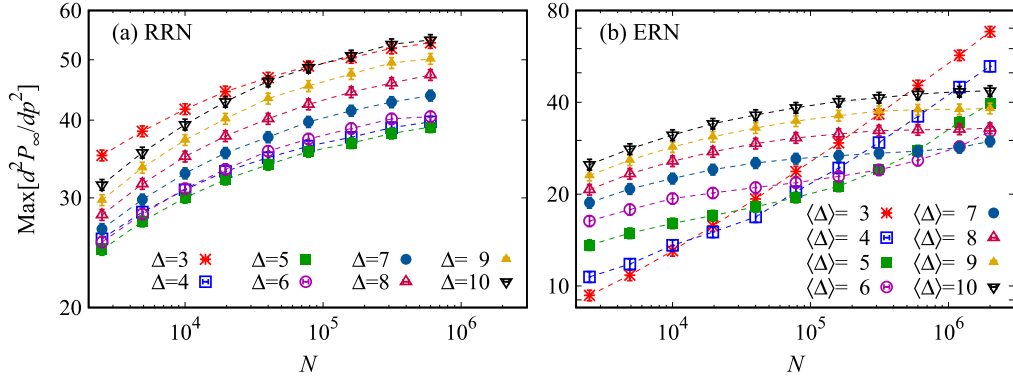 Max[d²P∞/dp²]
(a) RRN
60
50
40
30
20
Δ=3 Δ=5 Δ=7 Δ= 9
Δ=4 Δ=6 Δ=8 Δ=10
10⁴ 10⁵ 10⁶
N
(b) ERN
80
40
20
10
⟨Δ⟩= 3 ⟨Δ⟩= 7
⟨Δ⟩= 4 ⟨Δ⟩= 8
⟨Δ⟩= 5 ⟨Δ⟩= 9
⟨Δ⟩= 6 ⟨Δ⟩=10
10⁴ 10⁵ 10⁶
N